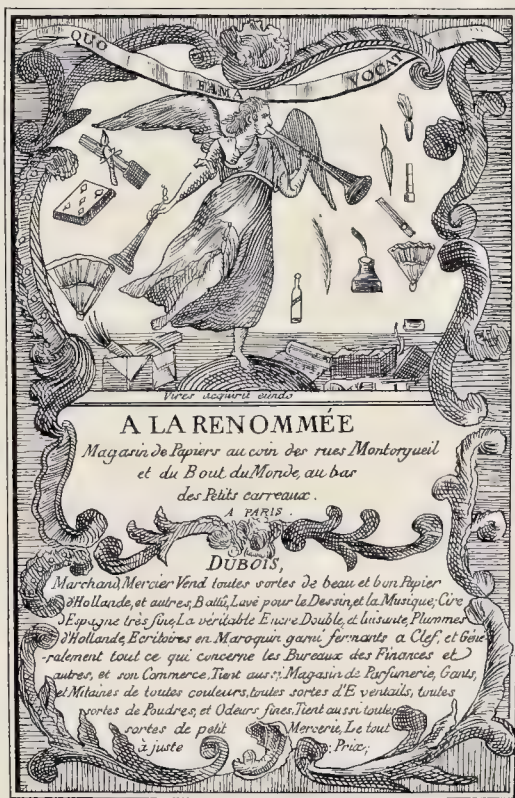 QUO FAMA VOCAT
Vires acquirit eundo
A LA RENOMMÉE
Magasin de Papiers au coin des rues Montorgueil
et du Bout du Monde, au bas
des Petits carreaux.
A PARIS.
DUBOIS,
Marchand, Mercier Vend toutes sortes de beau et bon Papier
d'Hollande, et autres, Battû, Lavé pour le Dessin, et la Musique, Cire
d'Espagne très fine, La véritable Encre Double, et luisante, Plummes
d'Hollande, Ecritoires en Maroquin garni fermants a Clef, et Géné
-ralement tout ce qui concerne les Bureaux des Finances et
autres, et son Commerce, Tient aussi Magasin de Parfumerie, Gants,
et Mitaines de toutes couleurs, toutes sortes d'Eventails, toutes
sortes de Poudres, et Odeurs fines, Tient aussi toutes
sortes de petit Mercerie, Le tout
à juste Prix;